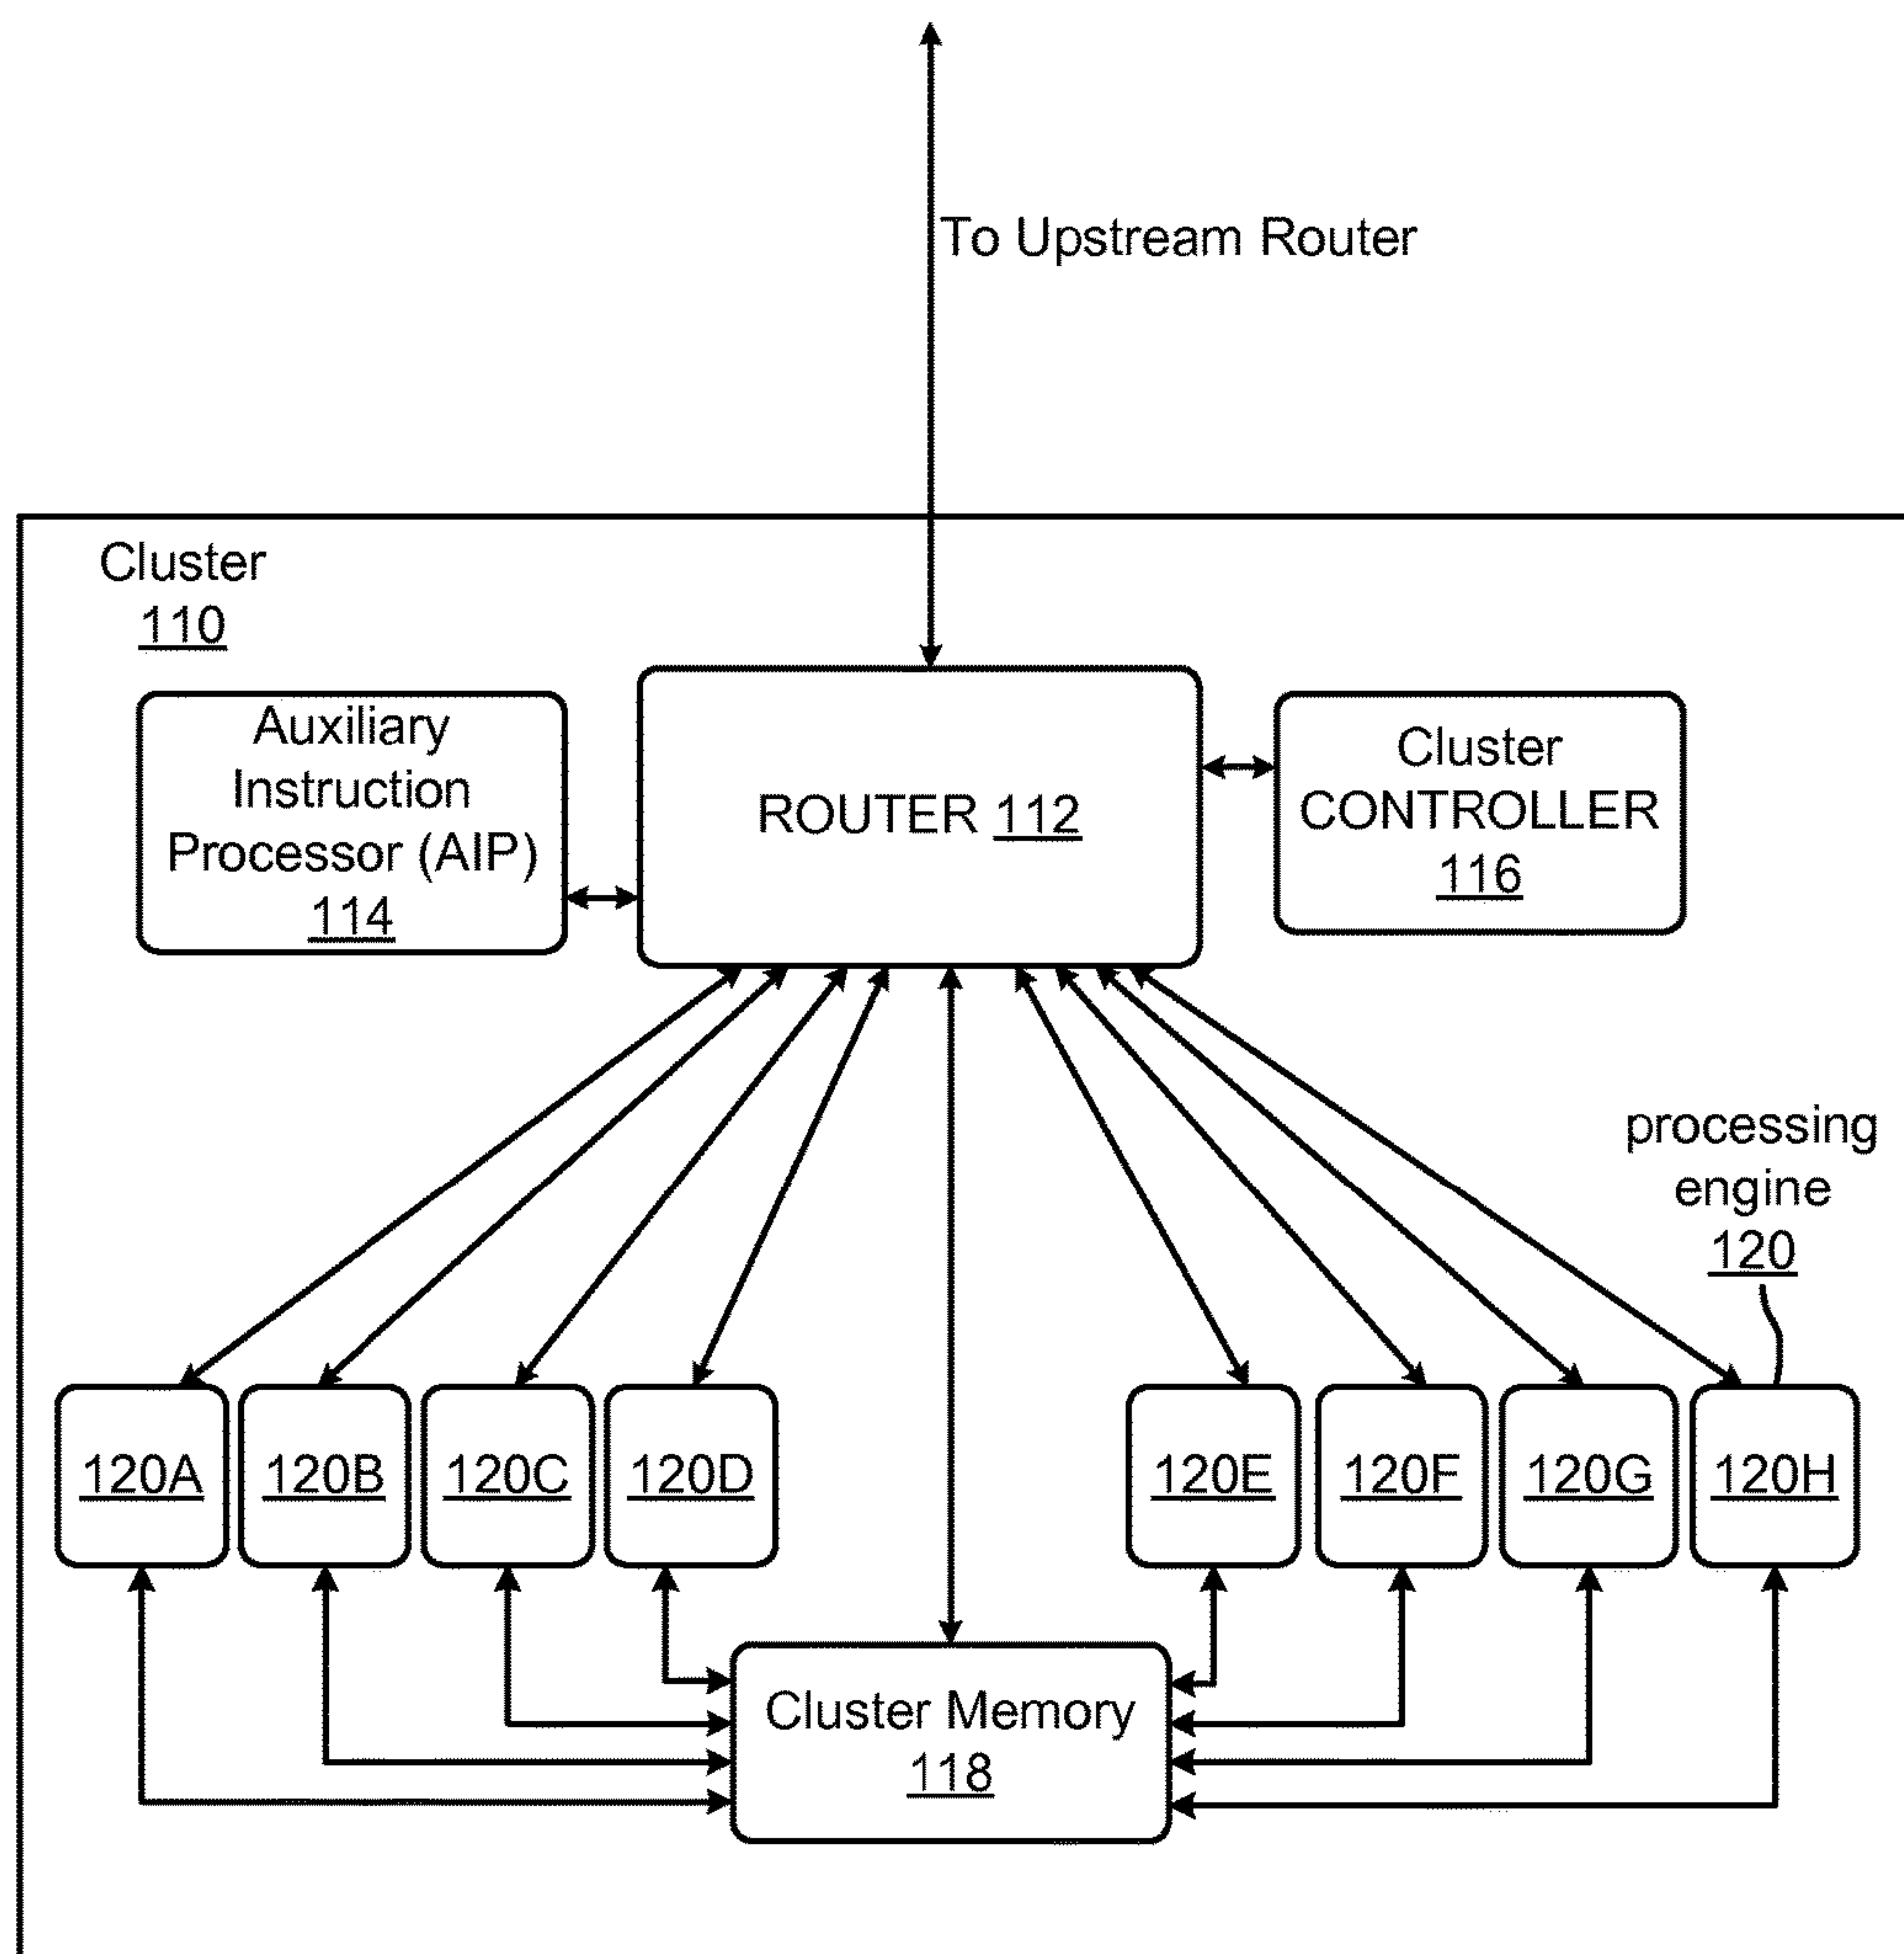 To Upstream Router
Cluster
110
Auxiliary
Instruction
Processor (AIP)
114
ROUTER 112
Cluster
CONTROLLER
116
processing
engine
120
120A 120B 120C 120D 120E 120F 120G 120H
Cluster Memory
118